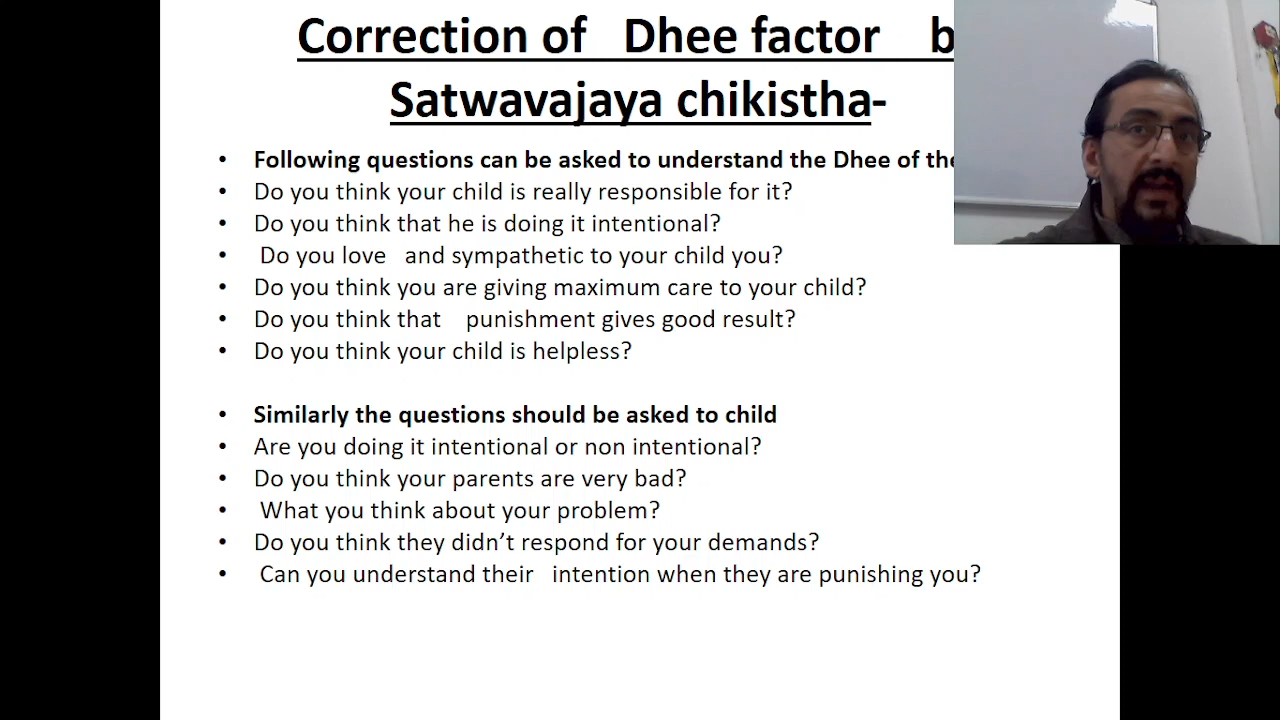 Correction of Dhee factor
Satwavajaya chikistha-
• Following questions can be asked to understand the Dhee of
• Do you think your child is really responsible for it?
• Do you think that he is doing it intentional?
• Do you love and sympathetic to your child you?
• Do you think you are giving maximum care to your child?
• Do you think that punishment gives good result?
• Do you think your child is helpless?
• Similarly the questions should be asked to child
• Are you doing it intentional or non intentional?
• Do you think your parents are very bad?
• What you think about your problem?
• Do you think they didn’t respond for your demands?
• Can you understand their intention when they are punishing you?